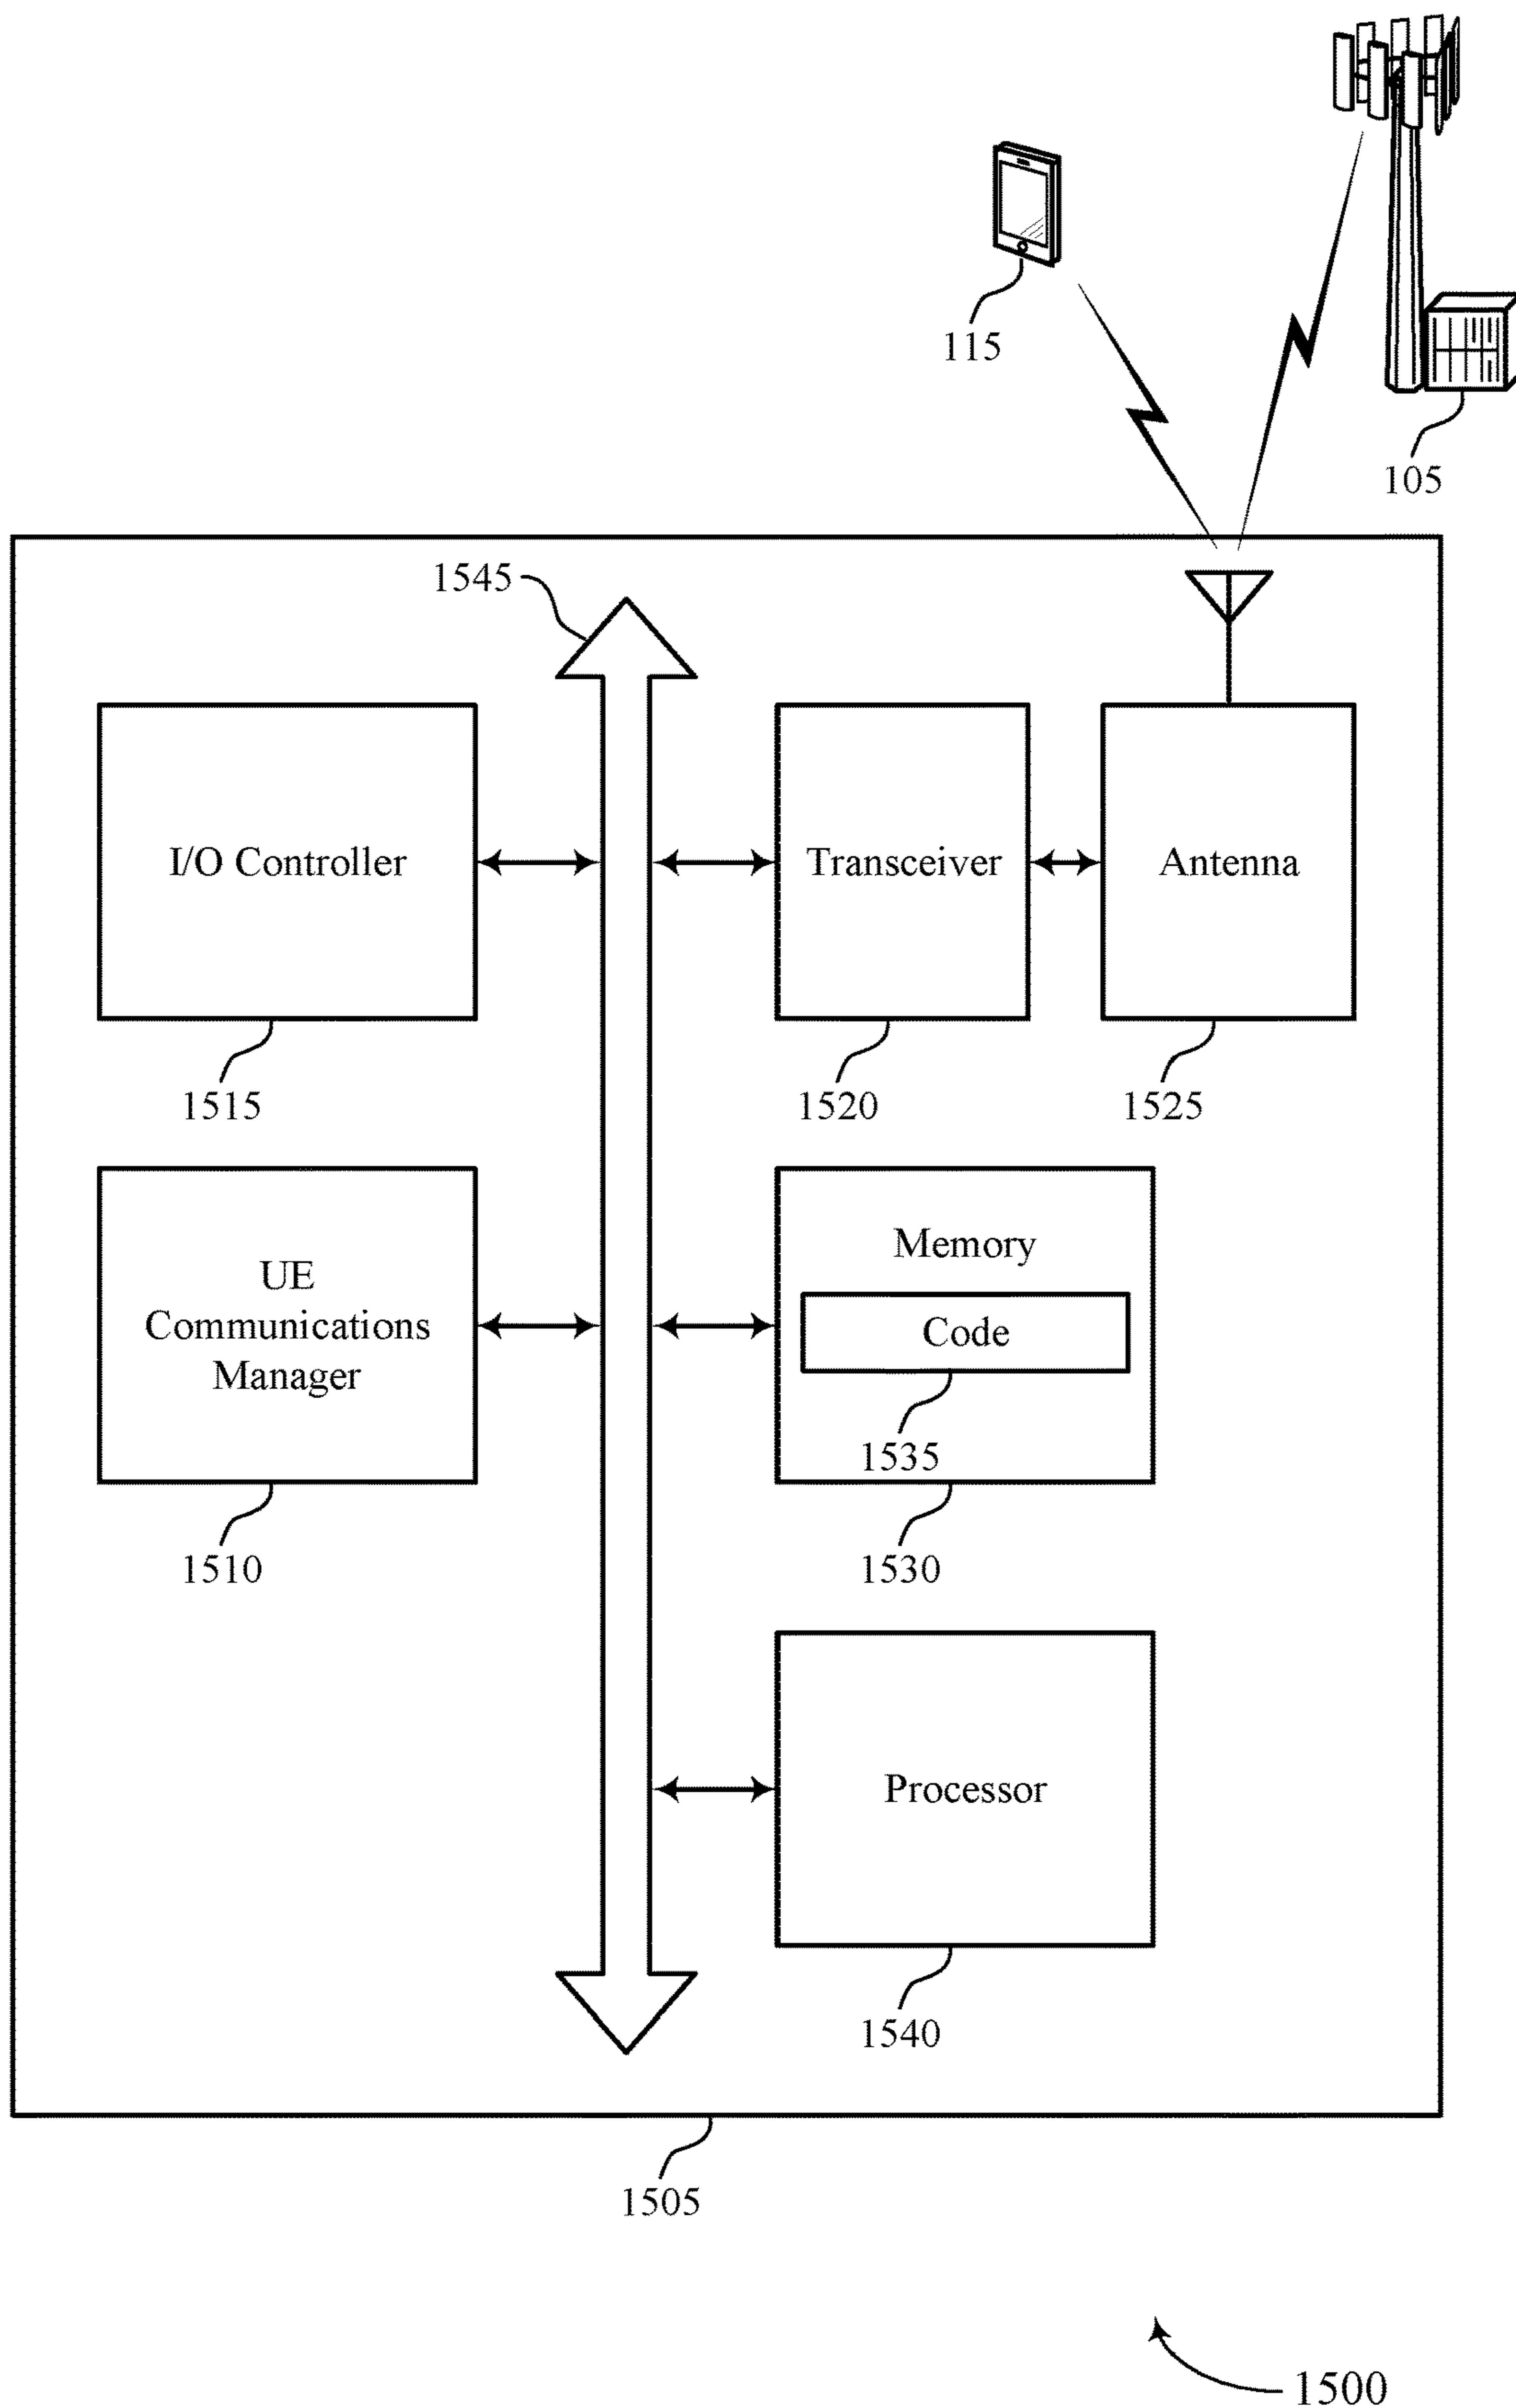 115
105
1545
I/O Controller
Transceiver
Antenna
1515
1520
1525
UE
Communications
Manager
Memory
Code
1535
1510
1530
Processor
1540
1505
1500